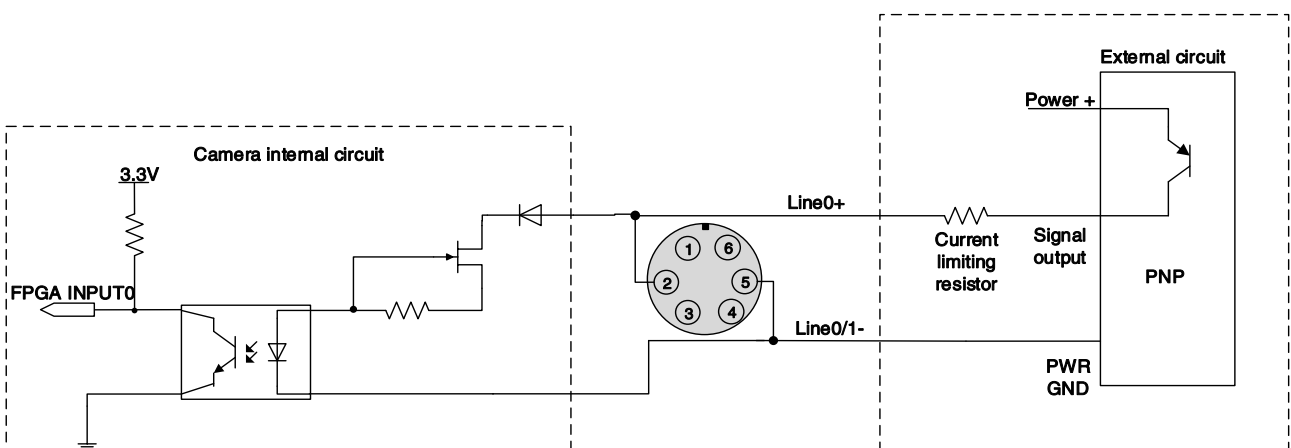 External circuit
Power +
Camera internal circuit
3.3V
Line0+
Current
limiting
resistor
Signal
output
PNP
FPGA INPUT0
1
6
2
5
3
4
Line0/1-
PWR
GND